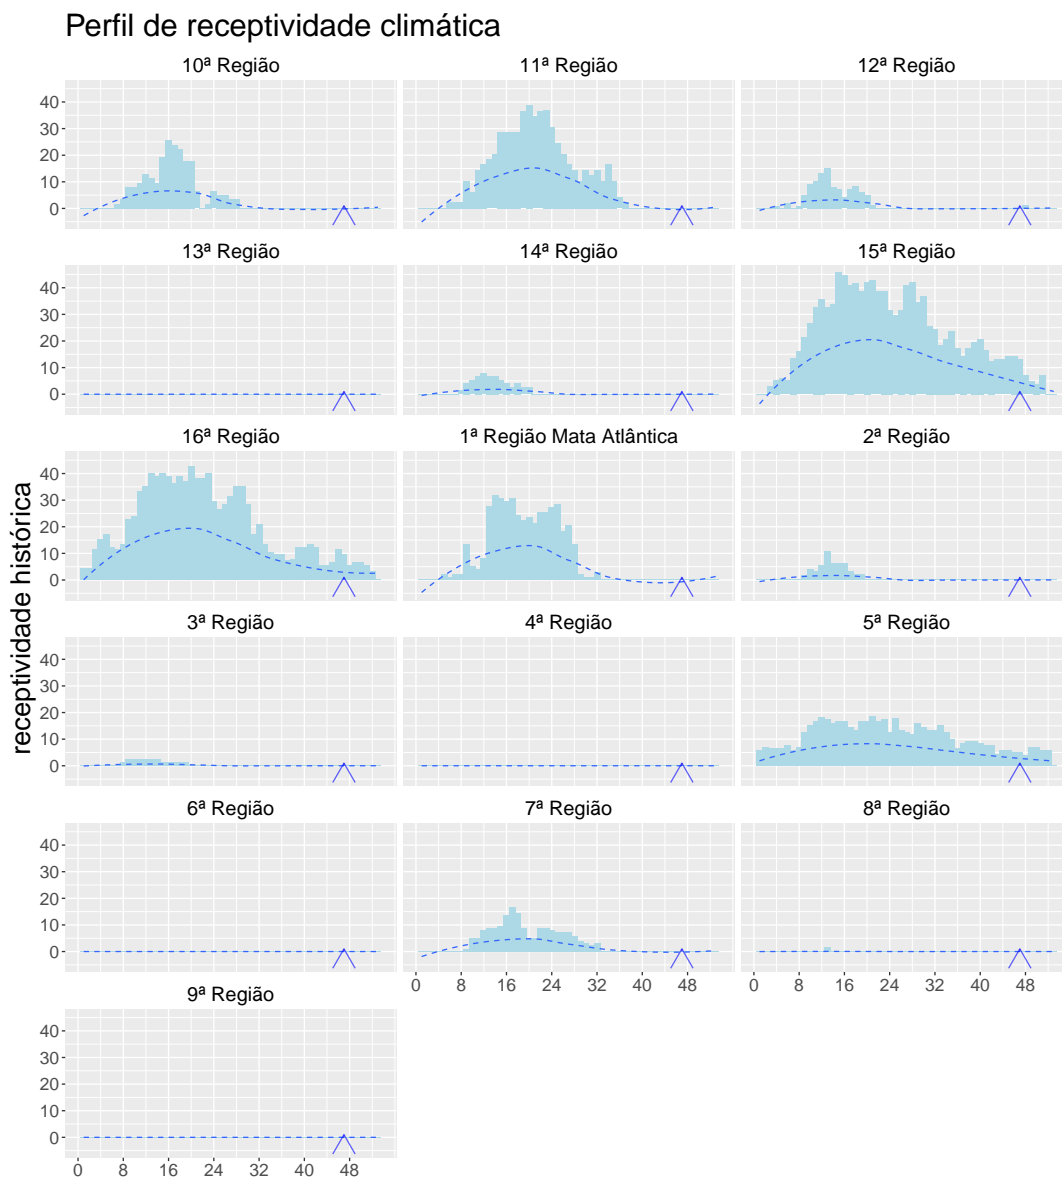 Perfil de receptividade climática
10ª Região
11ª Região
12ª Região
40
30
20
10
0
13ª Região
14ª Região
15ª Região
40
30
20
10
0
16ª Região
1ª Região Mata Atlântica
2ª Região
40
30
20
10
0
receptividade histórica
3ª Região
4ª Região
5ª Região
40
30
20
10
0
6ª Região
7ª Região
8ª Região
40
30
20
10
0
0 8 16 24 32 40 48
0 8 16 24 32 40 48
9ª Região
40
30
20
10
0
0 8 16 24 32 40 48